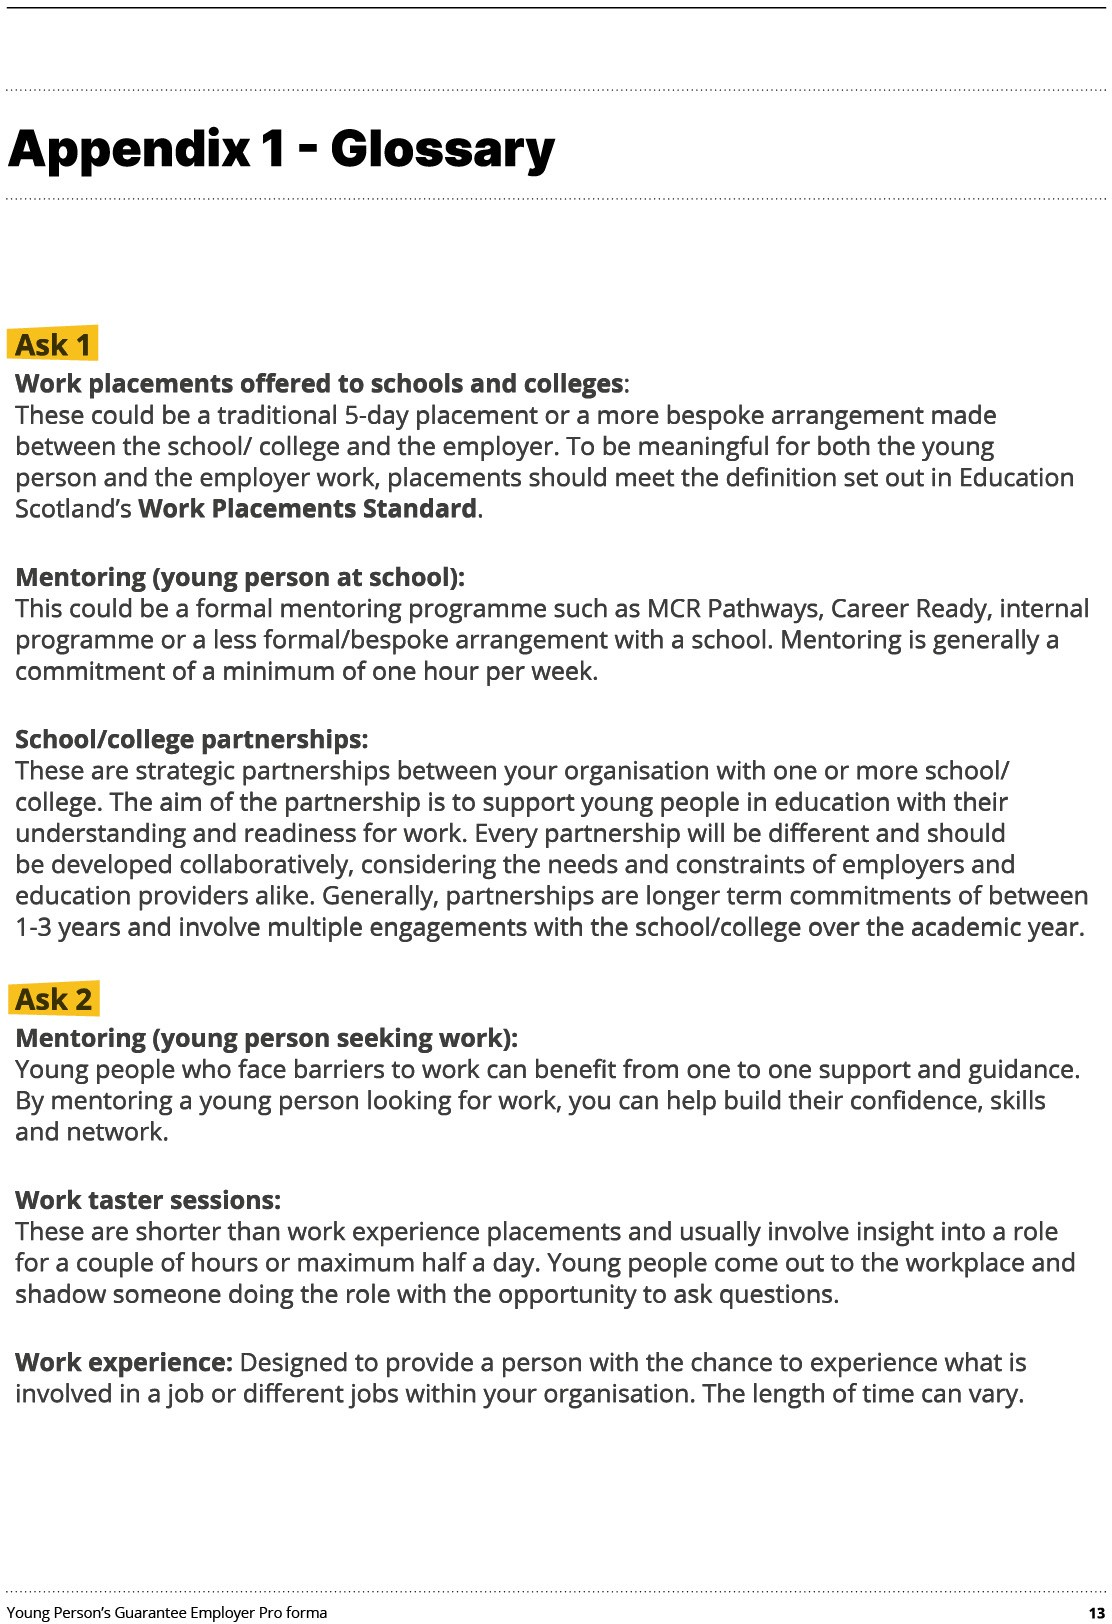 Appendix 1 - Glossary
Ask 1
Work placements offered to schools and colleges:
These could be a traditional 5-day placement or a more bespoke arrangement made
between the school/ college and the employer. To be meaningful for both the young
person and the employer work, placements should meet the definition set out in Education
Scotland’s Work Placements Standard.
Mentoring (young person at school):
This could be a formal mentoring programme such as MCR Pathways, Career Ready, internal
programme or a less formal/bespoke arrangement with a school. Mentoring is generally a
commitment of a minimum of one hour per week.
School/college partnerships:
These are strategic partnerships between your organisation with one or more school/
college. The aim of the partnership is to support young people in education with their
understanding and readiness for work. Every partnership will be different and should
be developed collaboratively, considering the needs and constraints of employers and
education providers alike. Generally, partnerships are longer term commitments of between
1-3 years and involve multiple engagements with the school/college over the academic year.
Ask 2
Mentoring (young person seeking work):
Young people who face barriers to work can benefit from one to one support and guidance.
By mentoring a young person looking for work, you can help build their confidence, skills
and network.
Work taster sessions:
These are shorter than work experience placements and usually involve insight into a role
for a couple of hours or maximum half a day. Young people come out to the workplace and
shadow someone doing the role with the opportunity to ask questions.
Work experience: Designed to provide a person with the chance to experience what is
involved in a job or different jobs within your organisation. The length of time can vary.
Young Person’s Guarantee Employer Pro forma
13